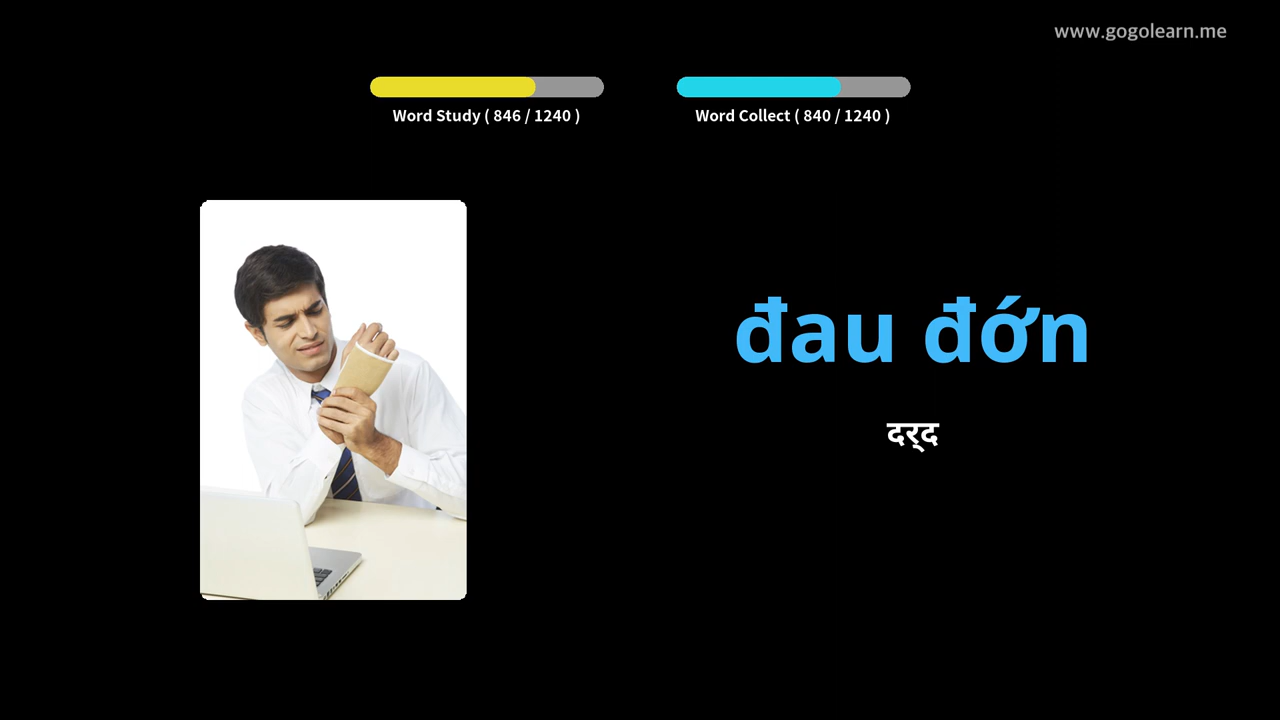 www.gogolearn.me
Word Study ( 846 / 1240 )
Word Collect ( 840 / 1240 )
đau đớn
दर्द